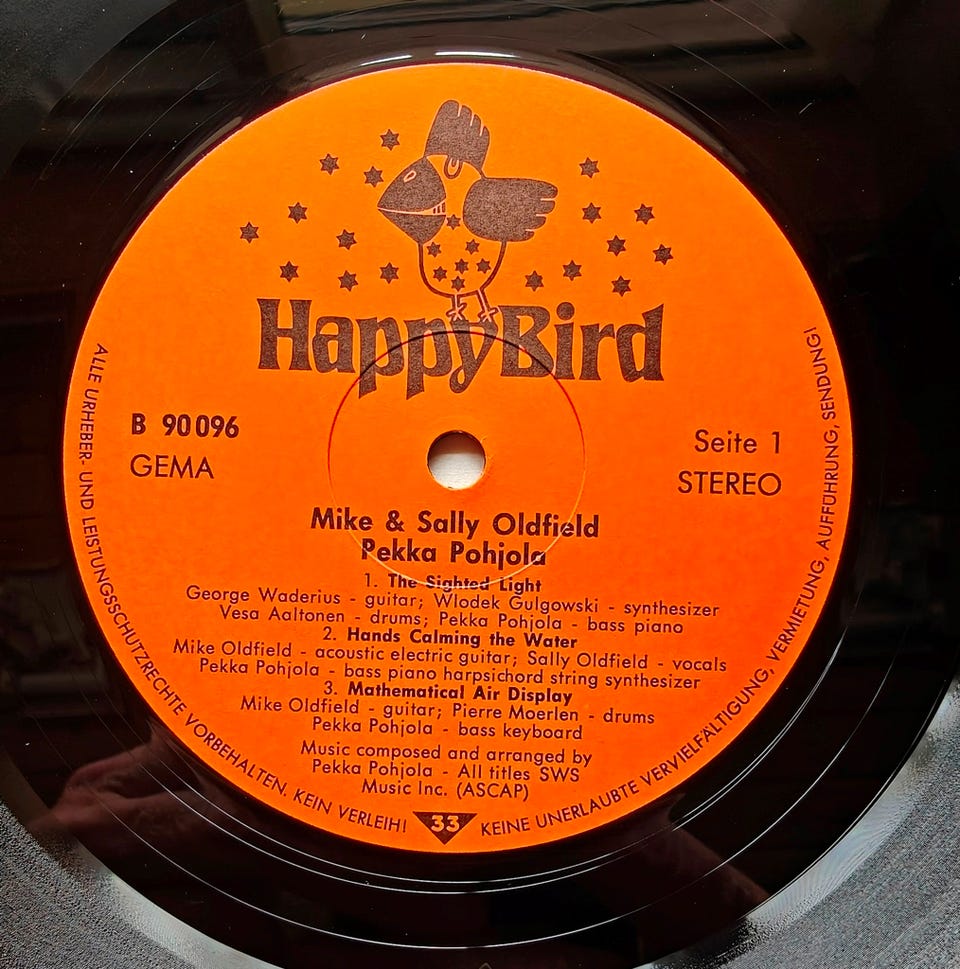 HappyBird
B 90096
GEMA
Seite 1
STEREO
Mike & Sally Oldfield
Pekka Pohjola
1. The Sighted Light
George Waderius - guitar; Wlodek Gulgowski - synthesizer
Vesa Aaltonen - drums; Pekka Pohjola - bass piano
2. Hands Calming the Water
Mike Oldfield - acoustic electric guitar; Sally Oldfield - vocals
Pekka Pohjola - bass piano harpsichord string synthesizer
3. Mathematical Air Display
Mike Oldfield - guitar; Pierre Moerlen - drums
Pekka Pohjola - bass keyboard
Music composed and arranged by
Pekka Pohjola - All titles SWS
Music Inc. (ASCAP)
33
ALLE URHEBER- UND LEISTUNGSSCHUTZRECHTE VORBEHALTEN, KEIN VERLEIH!
KEINE UNERLAUBTE VERVIELFÄLTIGUNG, VERMIETUNG, AUFFÜHRUNG, SENDUNG!